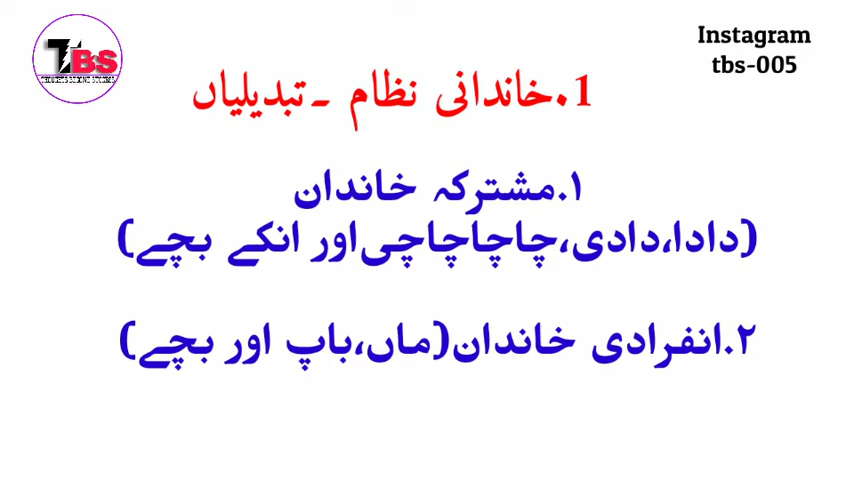 TBS
Instagram
tbs-005
1.خاندانی نظام ۔تبدیلیاں
۱.مشترکہ خاندان
(دادا،دادی،چاچاچاچی اور انکے بچے)
۲.انفرادی خاندان(ماں،باپ اور بچے)